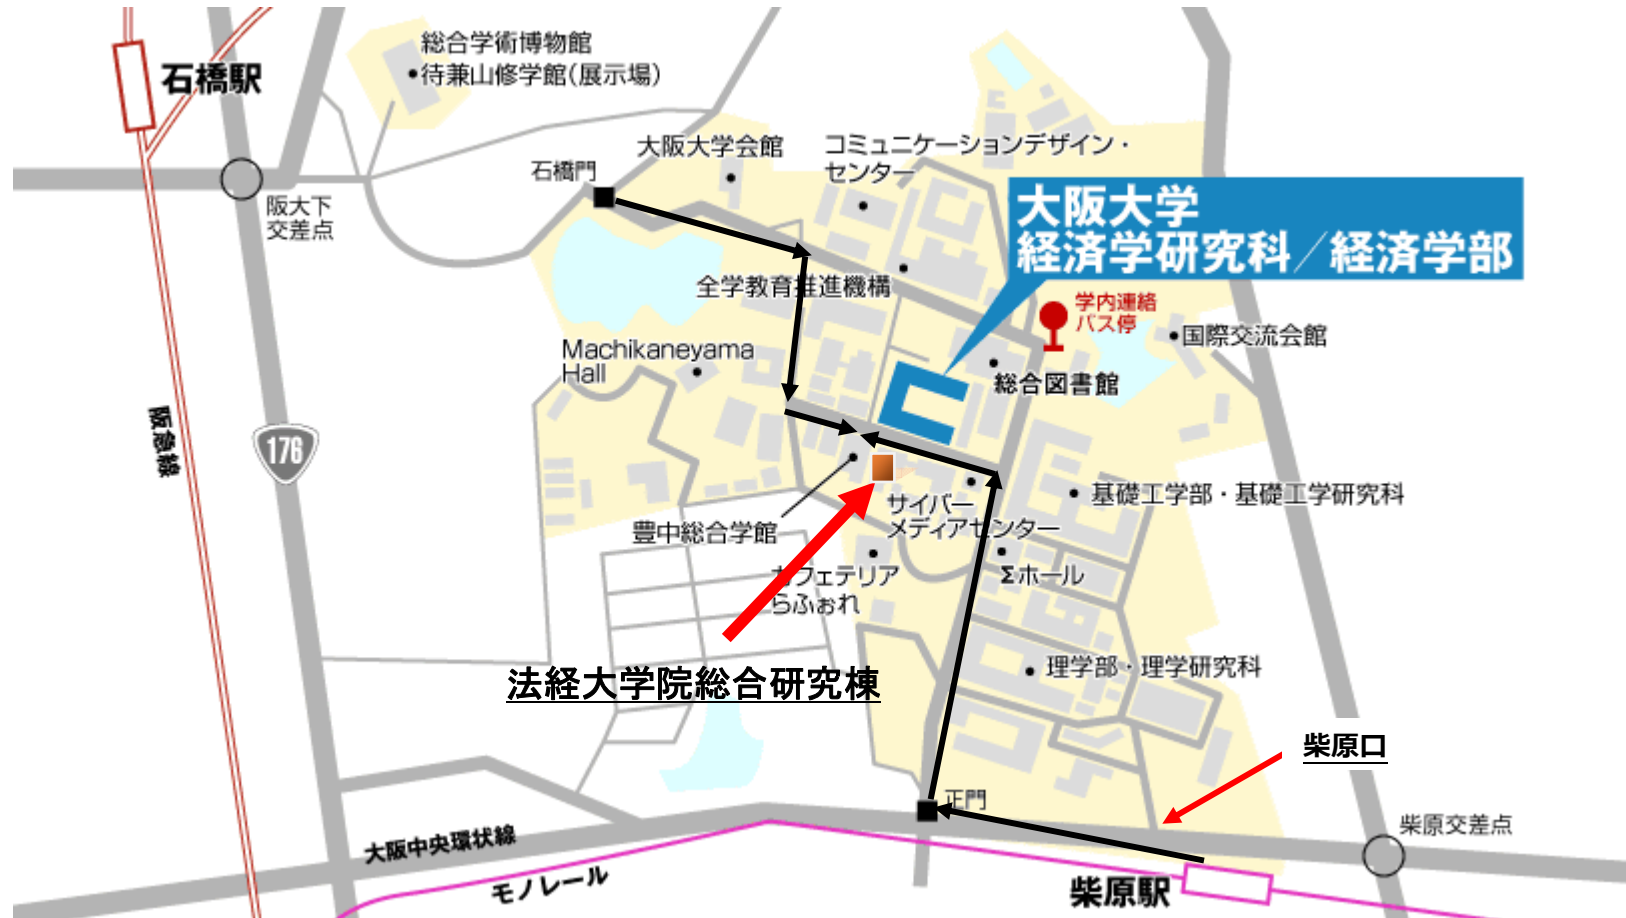 総合学術博物館
待兼山修学館(展示場)
石橋駅
大阪大学会館
コミュニケーションデザイン・
センター
石橋門
阪大下
交差点
大阪大学
経済学研究科／経済学部
全学教育推進機構
学内連絡
バス停
国際交流会館
Machikaneyama
Hall
総合図書館
阪急線
176
基礎工学部・基礎工学研究科
サイバー
メディアセンター
豊中総合学館
カフェテリア
らふぉれ
Σホール
法経大学院総合研究棟
理学部・理学研究科
柴原口
正門
柴原交差点
大阪中央環状線
モノレール
柴原駅